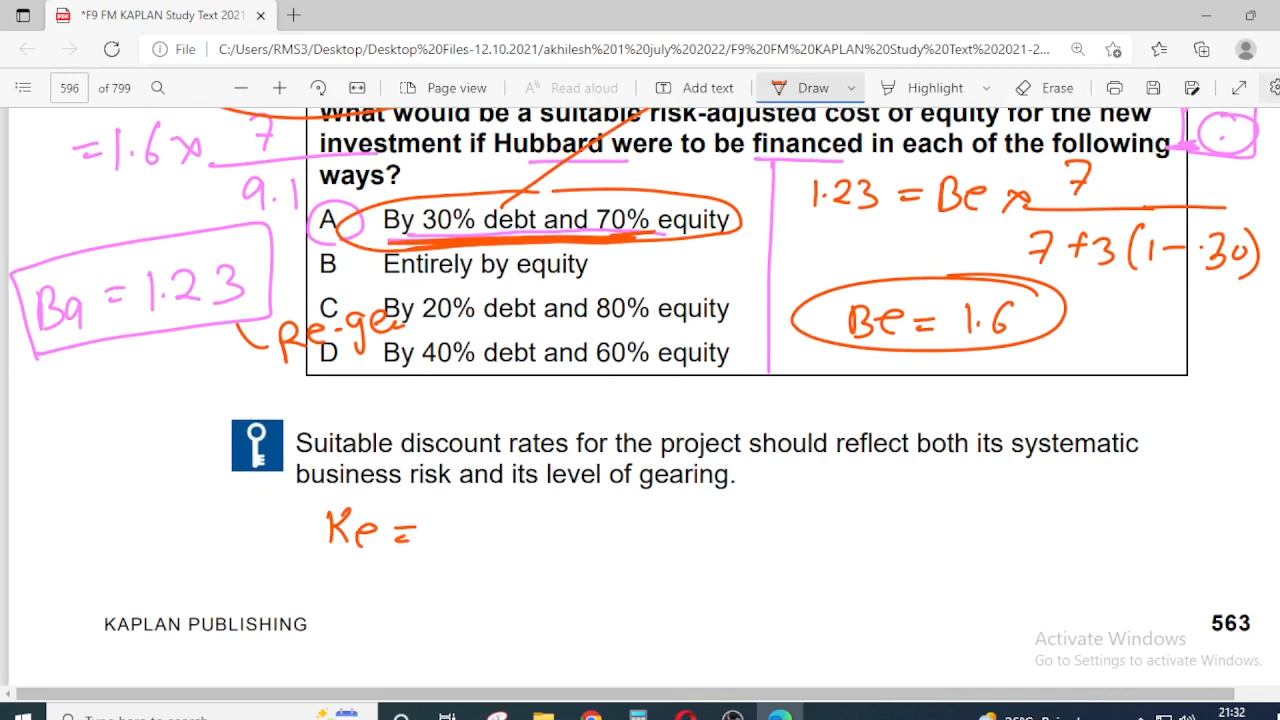 *F9 FM KAPLAN Study Text 2021
File
C:/Users/RMS3/Desktop/Desktop%20Files-12.10.2021/akhilesh%201%20july%202022/F9%20FM%20KAPLAN%20Study%20Text%202021-2...
596 of 799
Page view
Read aloud
Add text
Draw
Highlight
Erase
What would be a suitable risk-adjusted cost of equity for the new
investment if Hubbard were to be financed in each of the following
ways?
A By 30% debt and 70% equity
B Entirely by equity
C By 20% debt and 80% equity
D By 40% debt and 60% equity
= 1.6 x 7
9.1
Ba = 1.23
Re-ge
1.23 = Be x 7
7 + 3 (1 - .30)
Be = 1.6
Suitable discount rates for the project should reflect both its systematic
business risk and its level of gearing.
Ke =
KAPLAN PUBLISHING
563
Activate Windows
Go to Settings to activate Windows.
21:32